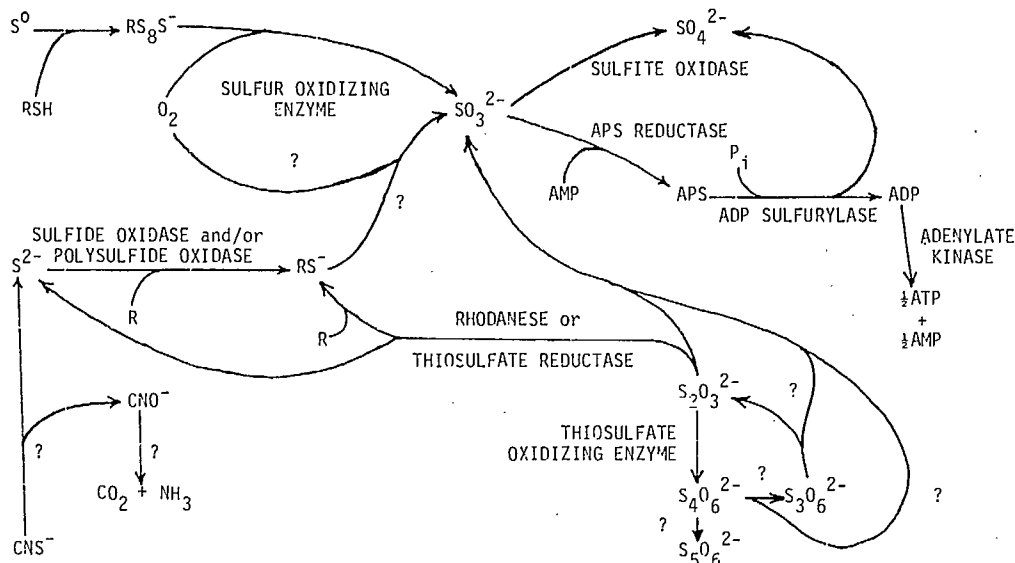 S⁰
RS₈S⁻
SO₄²⁻
RSH
O₂
SULFUR OXIDIZING
ENZYME
SO₃²⁻
SULFITE OXIDASE
APS REDUCTASE
?
AMP
APS
Pᵢ
ADP
ADP SULFURYLASE
?
ADENYLATE
KINASE
½ATP
+
½AMP
SULFIDE OXIDASE and/or
POLYSULFIDE OXIDASE
S²⁻
RS⁻
R
R
RHODANESE or
THIOSULFATE REDUCTASE
CNO⁻
?
?
CO₂ + NH₃
CNS⁻
S₂O₃²⁻
?
THIOSULFATE
OXIDIZING ENZYME
S₄O₆²⁻
?
S₃O₆²⁻
?
?
S₅O₆²⁻